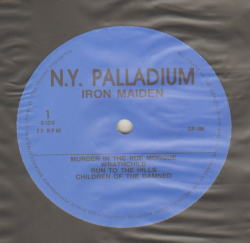 N.Y. PALLADIUM
IRON MAIDEN
1
SIDE
33 RPM
MURDER IN THE RUE MORGUE
WRATHCHILD
RUN TO THE HILLS
CHILDREN OF THE DAMNED